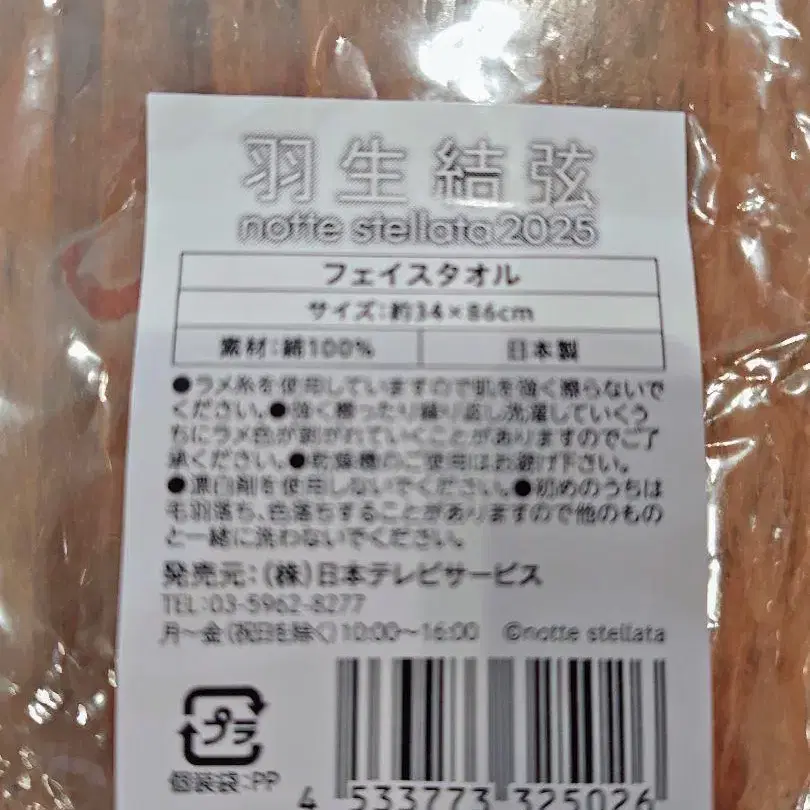 羽生結弦
notte stellata2025
フェイスタオル
サイズ:約34×86cm
素材:綿100% 日本製
●ラメ糸を使用していますので肌を強く擦らないで
ください。●強く擦ったり繰り返し洗濯していくう
ちにラメ色が剥がれていくことがありますのでご了
承ください。●乾燥機のご使用はお避け下さい。
●漂白剤を使用しないでください。●初めのうちは
毛羽落ち、色落ちすることがありますので他のもの
と一緒に洗わないでください。
発売元:(株)日本テレビサービス
TEL:03-5962-8277
月〜金(祝日を除く)10:00〜16:00 ©notte stellata
プラ
個装袋:PP
4 533773 325026